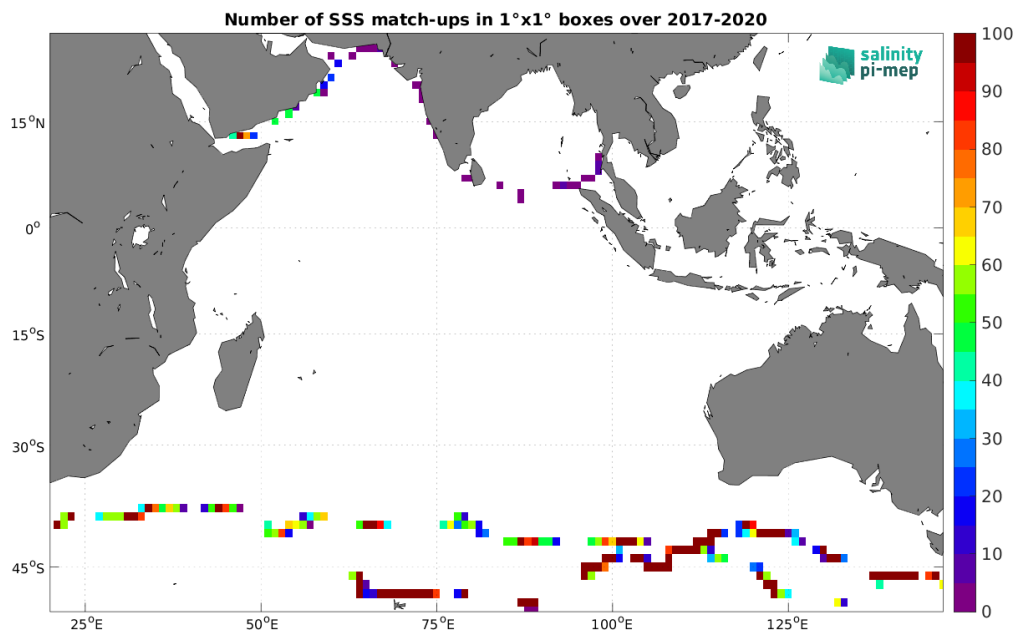 Number of SSS match-ups in 1°x1° boxes over 2017-2020
salinity
pi-mep
100
90
80
70
60
50
40
30
20
10
0
15°N
0°
15°S
30°S
45°S
25°E
50°E
75°E
100°E
125°E